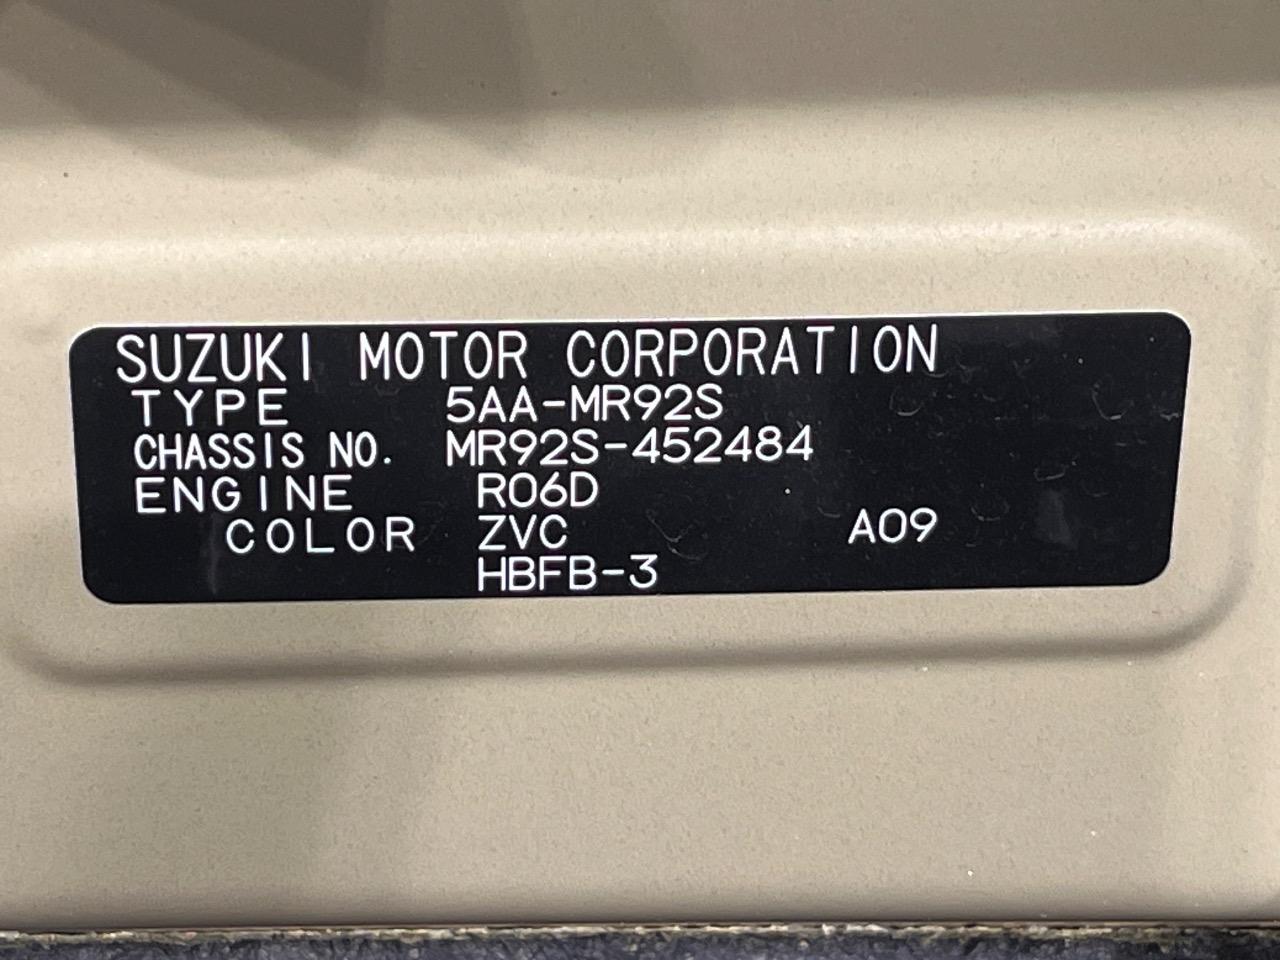 SUZUKI MOTOR CORPORATION
TYPE 5AA-MR92S
CHASSIS NO. MR92S-452484
ENGINE R06D
COLOR ZVC A09
HBFB-3